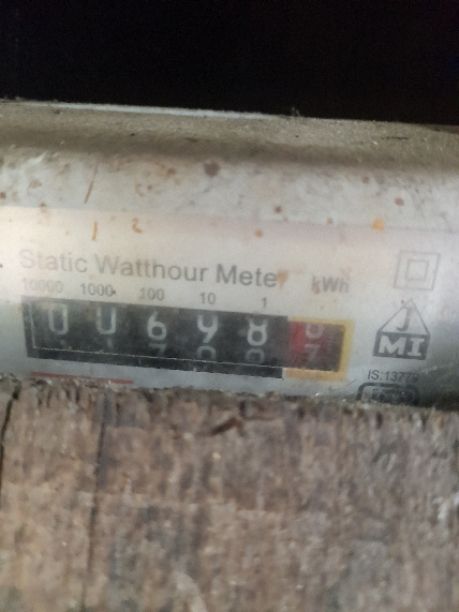 Static Watthour Meter kWh
10000 1000 100 10 1
00698
J
MI
IS:13779